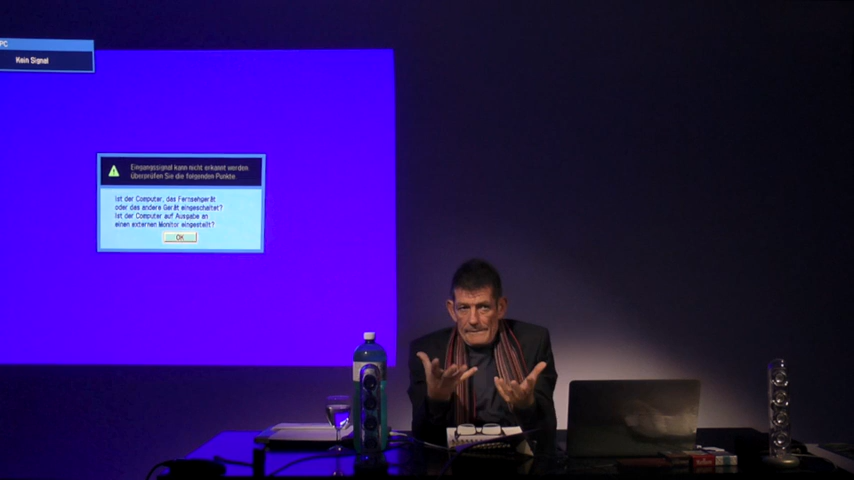 PC
Kein Signal
Eingangssignal kann nicht erkannt werden
Überprüfen Sie die folgenden Punkte
Ist der Computer, das Fernsehgerät
oder das andere Gerät eingeschaltet?
Ist der Computer auf Ausgabe an
einen externen Monitor eingestellt?
OK